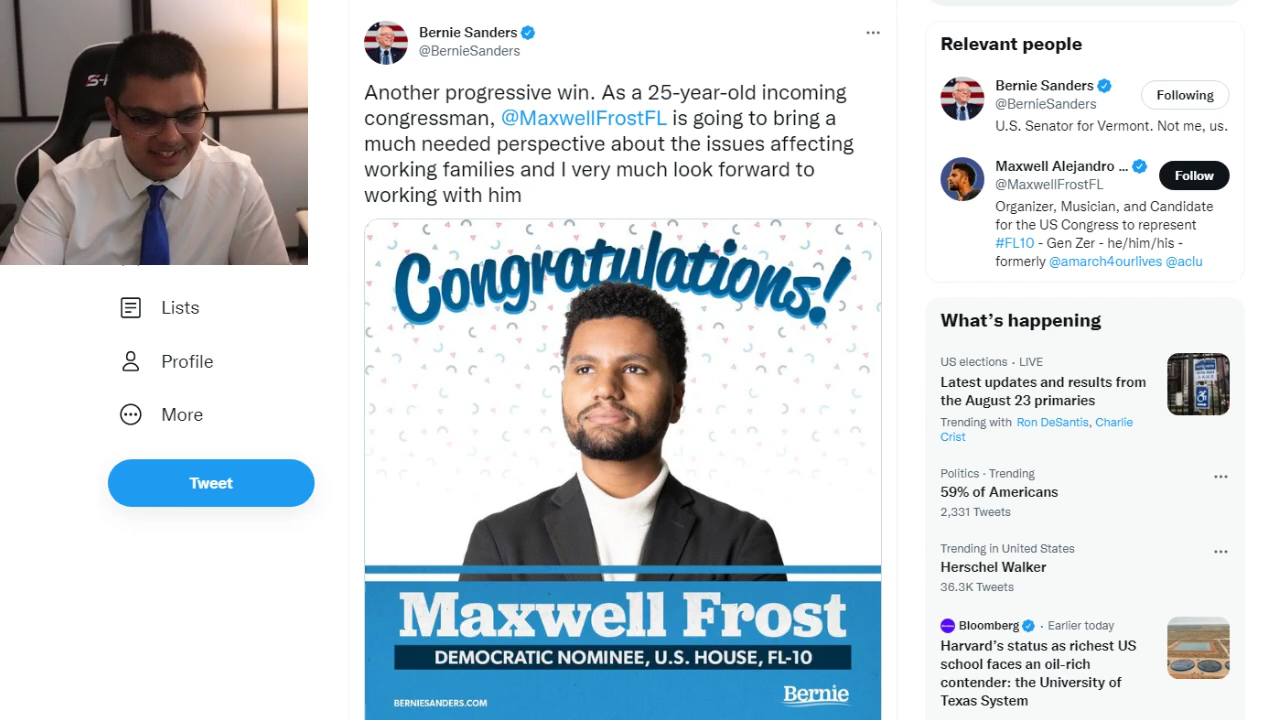 S-R
Bernie Sanders
@BernieSanders
Another progressive win. As a 25-year-old incoming
congressman, @MaxwellFrostFL is going to bring a
much needed perspective about the issues affecting
working families and I very much look forward to
working with him
Congratulations!
Maxwell Frost
DEMOCRATIC NOMINEE, U.S. HOUSE, FL-10
BERNIESANDERS.COM
Bernie
Lists
Profile
More
Tweet
Relevant people
Bernie Sanders
@BernieSanders
Following
U.S. Senator for Vermont. Not me, us.
Maxwell Alejandro ...
@MaxwellFrostFL
Follow
Organizer, Musician, and Candidate
for the US Congress to represent
#FL10 - Gen Zer - he/him/his -
formerly @amarch4ourlives @aclu
What's happening
US elections · LIVE
Latest updates and results from
the August 23 primaries
Trending with Ron DeSantis, Charlie
Crist
Politics · Trending
59% of Americans
2,331 Tweets
Trending in United States
Herschel Walker
36.3K Tweets
Bloomberg · Earlier today
Harvard's status as richest US
school faces an oil-rich
contender: the University of
Texas System